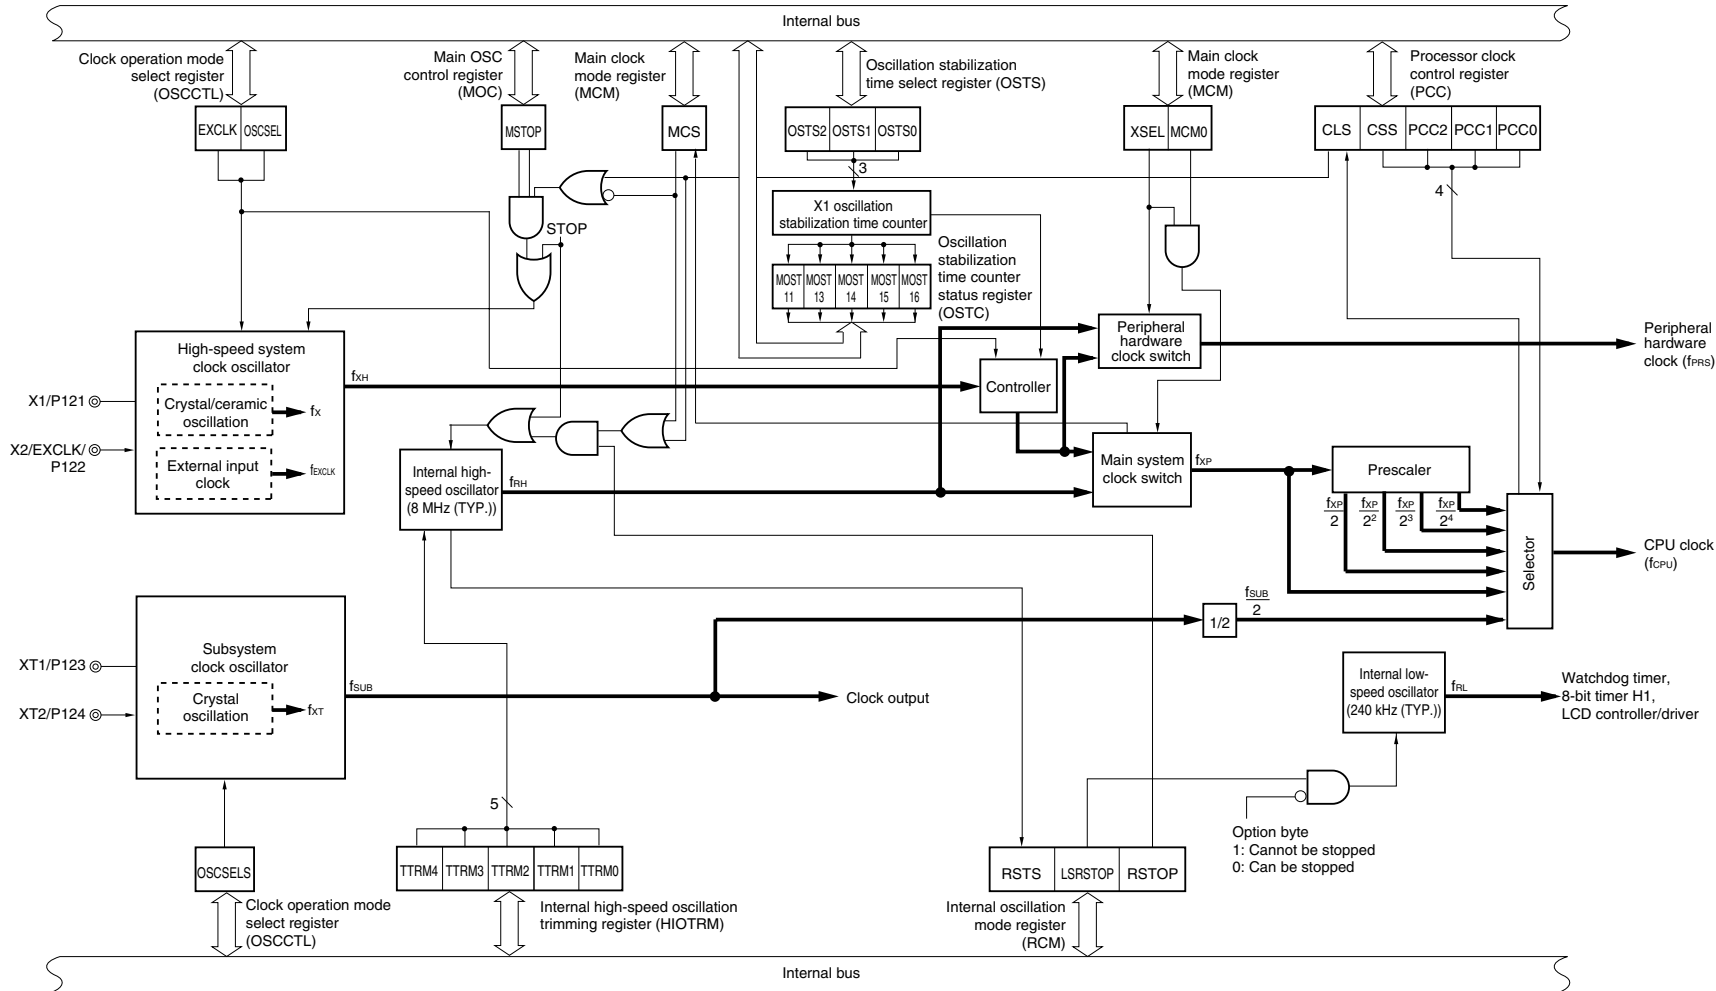 Internal bus
Clock operation mode
select register
(OSCCTL)
Main OSC
control register
(MOC)
Main clock
mode register
(MCM)
Oscillation stabilization
time select register (OSTS)
Main clock
mode register
(MCM)
Processor clock
control register
(PCC)
EXCLK OSCSEL
MSTOP
MCS
OSTS2 OSTS1 OSTS0
XSEL MCM0
CLS CSS PCC2 PCC1 PCC0
3
4
STOP
X1 oscillation
stabilization time counter
MOST 11
MOST 13
MOST 14
MOST 15
MOST 16
Oscillation
stabilization
time counter
status register
(OSTC)
High-speed system
clock oscillator
Crystal/ceramic
oscillation
fX
External input
clock
fEXCLK
X1/P121
X2/EXCLK/
P122
fXH
Controller
Peripheral
hardware
clock switch
Peripheral
hardware
clock (fPRS)
Internal high-
speed oscillator
(8 MHz (TYP.))
fRH
Main system
clock switch
fXP
Prescaler
fXP
2
fXP
2²
fXP
2³
fXP
2⁴
Selector
CPU clock
(fCPU)
fSUB
2
1/2
Subsystem
clock oscillator
Crystal
oscillation
fXT
XT1/P123
XT2/P124
fSUB
Clock output
Internal low-
speed oscillator
(240 kHz (TYP.))
fRL
Watchdog timer,
8-bit timer H1,
LCD controller/driver
5
Option byte
1: Cannot be stopped
0: Can be stopped
OSCSELS
TTRM4 TTRM3 TTRM2 TTRM1 TTRM0
RSTS LSRSTOP RSTOP
Clock operation mode
select register
(OSCCTL)
Internal high-speed oscillation
trimming register (HIOTRM)
Internal oscillation
mode register
(RCM)
Internal bus